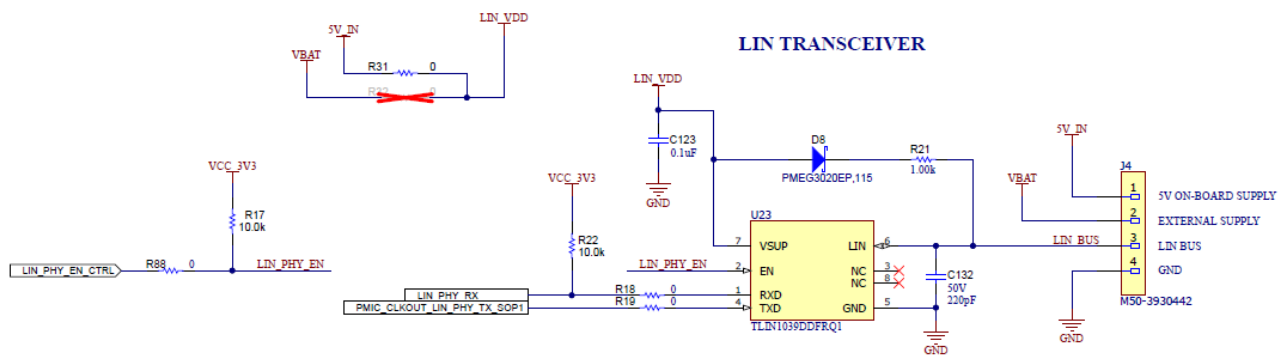 LIN TRANSCEIVER
LIN_VDD
5V_IN
VBAT
R31 0
R32 0
LIN_VDD
C123
0.1uF
GND
D8
PMEG3020EP,115
R21
1.00k
VCC_3V3
R17
10.0k
LIN_PHY_EN_CTRL
R88 0
LIN_PHY_EN
VCC_3V3
R22
10.0k
LIN_PHY_EN
LIN_PHY_RX
PMIC_CLKOUT_LIN_PHY_TX_SOP1
R18 0
R19 0
U23
7 VSUP LIN 6
2 EN NC 3
NC 8
1 RXD
4 TXD GND 5
TLIN1039DDFRQ1
C132
50V
220pF
GND
5V_IN
VBAT
LIN_BUS
GND
J4
1 5V ON-BOARD SUPPLY
2 EXTERNAL SUPPLY
3 LIN BUS
4 GND
M50-3930442